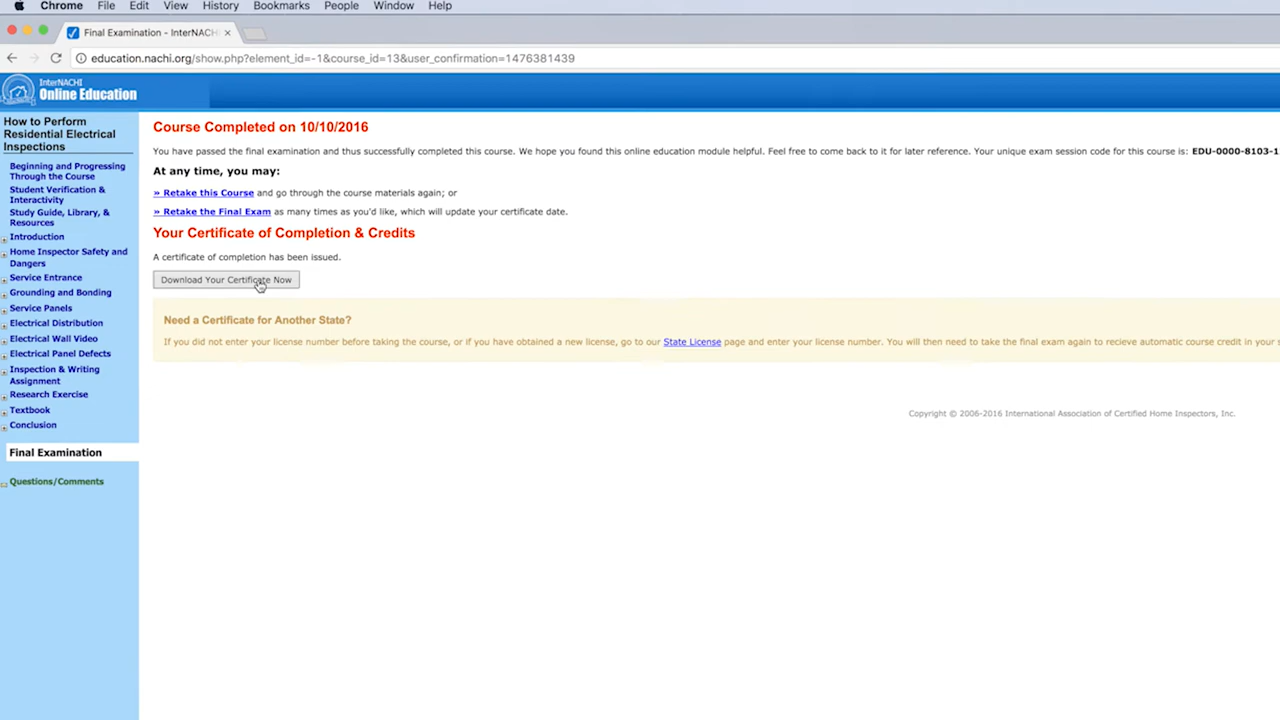 Chrome File Edit View History Bookmarks People Window Help
Final Examination - InterNACHI
education.nachi.org/show.php?element_id=-1&course_id=13&user_confirmation=1476381439
InterNACHI
Online Education
How to Perform
Residential Electrical
Inspections
Beginning and Progressing
Through the Course
Student Verification &
Interactivity
Study Guide, Library, &
Resources
Introduction
Home Inspector Safety and
Dangers
Service Entrance
Grounding and Bonding
Service Panels
Electrical Distribution
Electrical Wall Video
Electrical Panel Defects
Inspection & Writing
Assignment
Research Exercise
Textbook
Conclusion
Final Examination
Questions/Comments
Course Completed on 10/10/2016
You have passed the final examination and thus successfully completed this course. We hope you found this online education module helpful. Feel free to come back to it for later reference. Your unique exam session code for this course is: EDU-0000-8103-1
At any time, you may:
» Retake this Course and go through the course materials again; or
» Retake the Final Exam as many times as you'd like, which will update your certificate date.
Your Certificate of Completion & Credits
A certificate of completion has been issued.
Download Your Certificate Now
Need a Certificate for Another State?
If you did not enter your license number before taking the course, or if you have obtained a new license, go to our State License page and enter your license number. You will then need to take the final exam again to recieve automatic course credit in your s
Copyright © 2006-2016 International Association of Certified Home Inspectors, Inc.